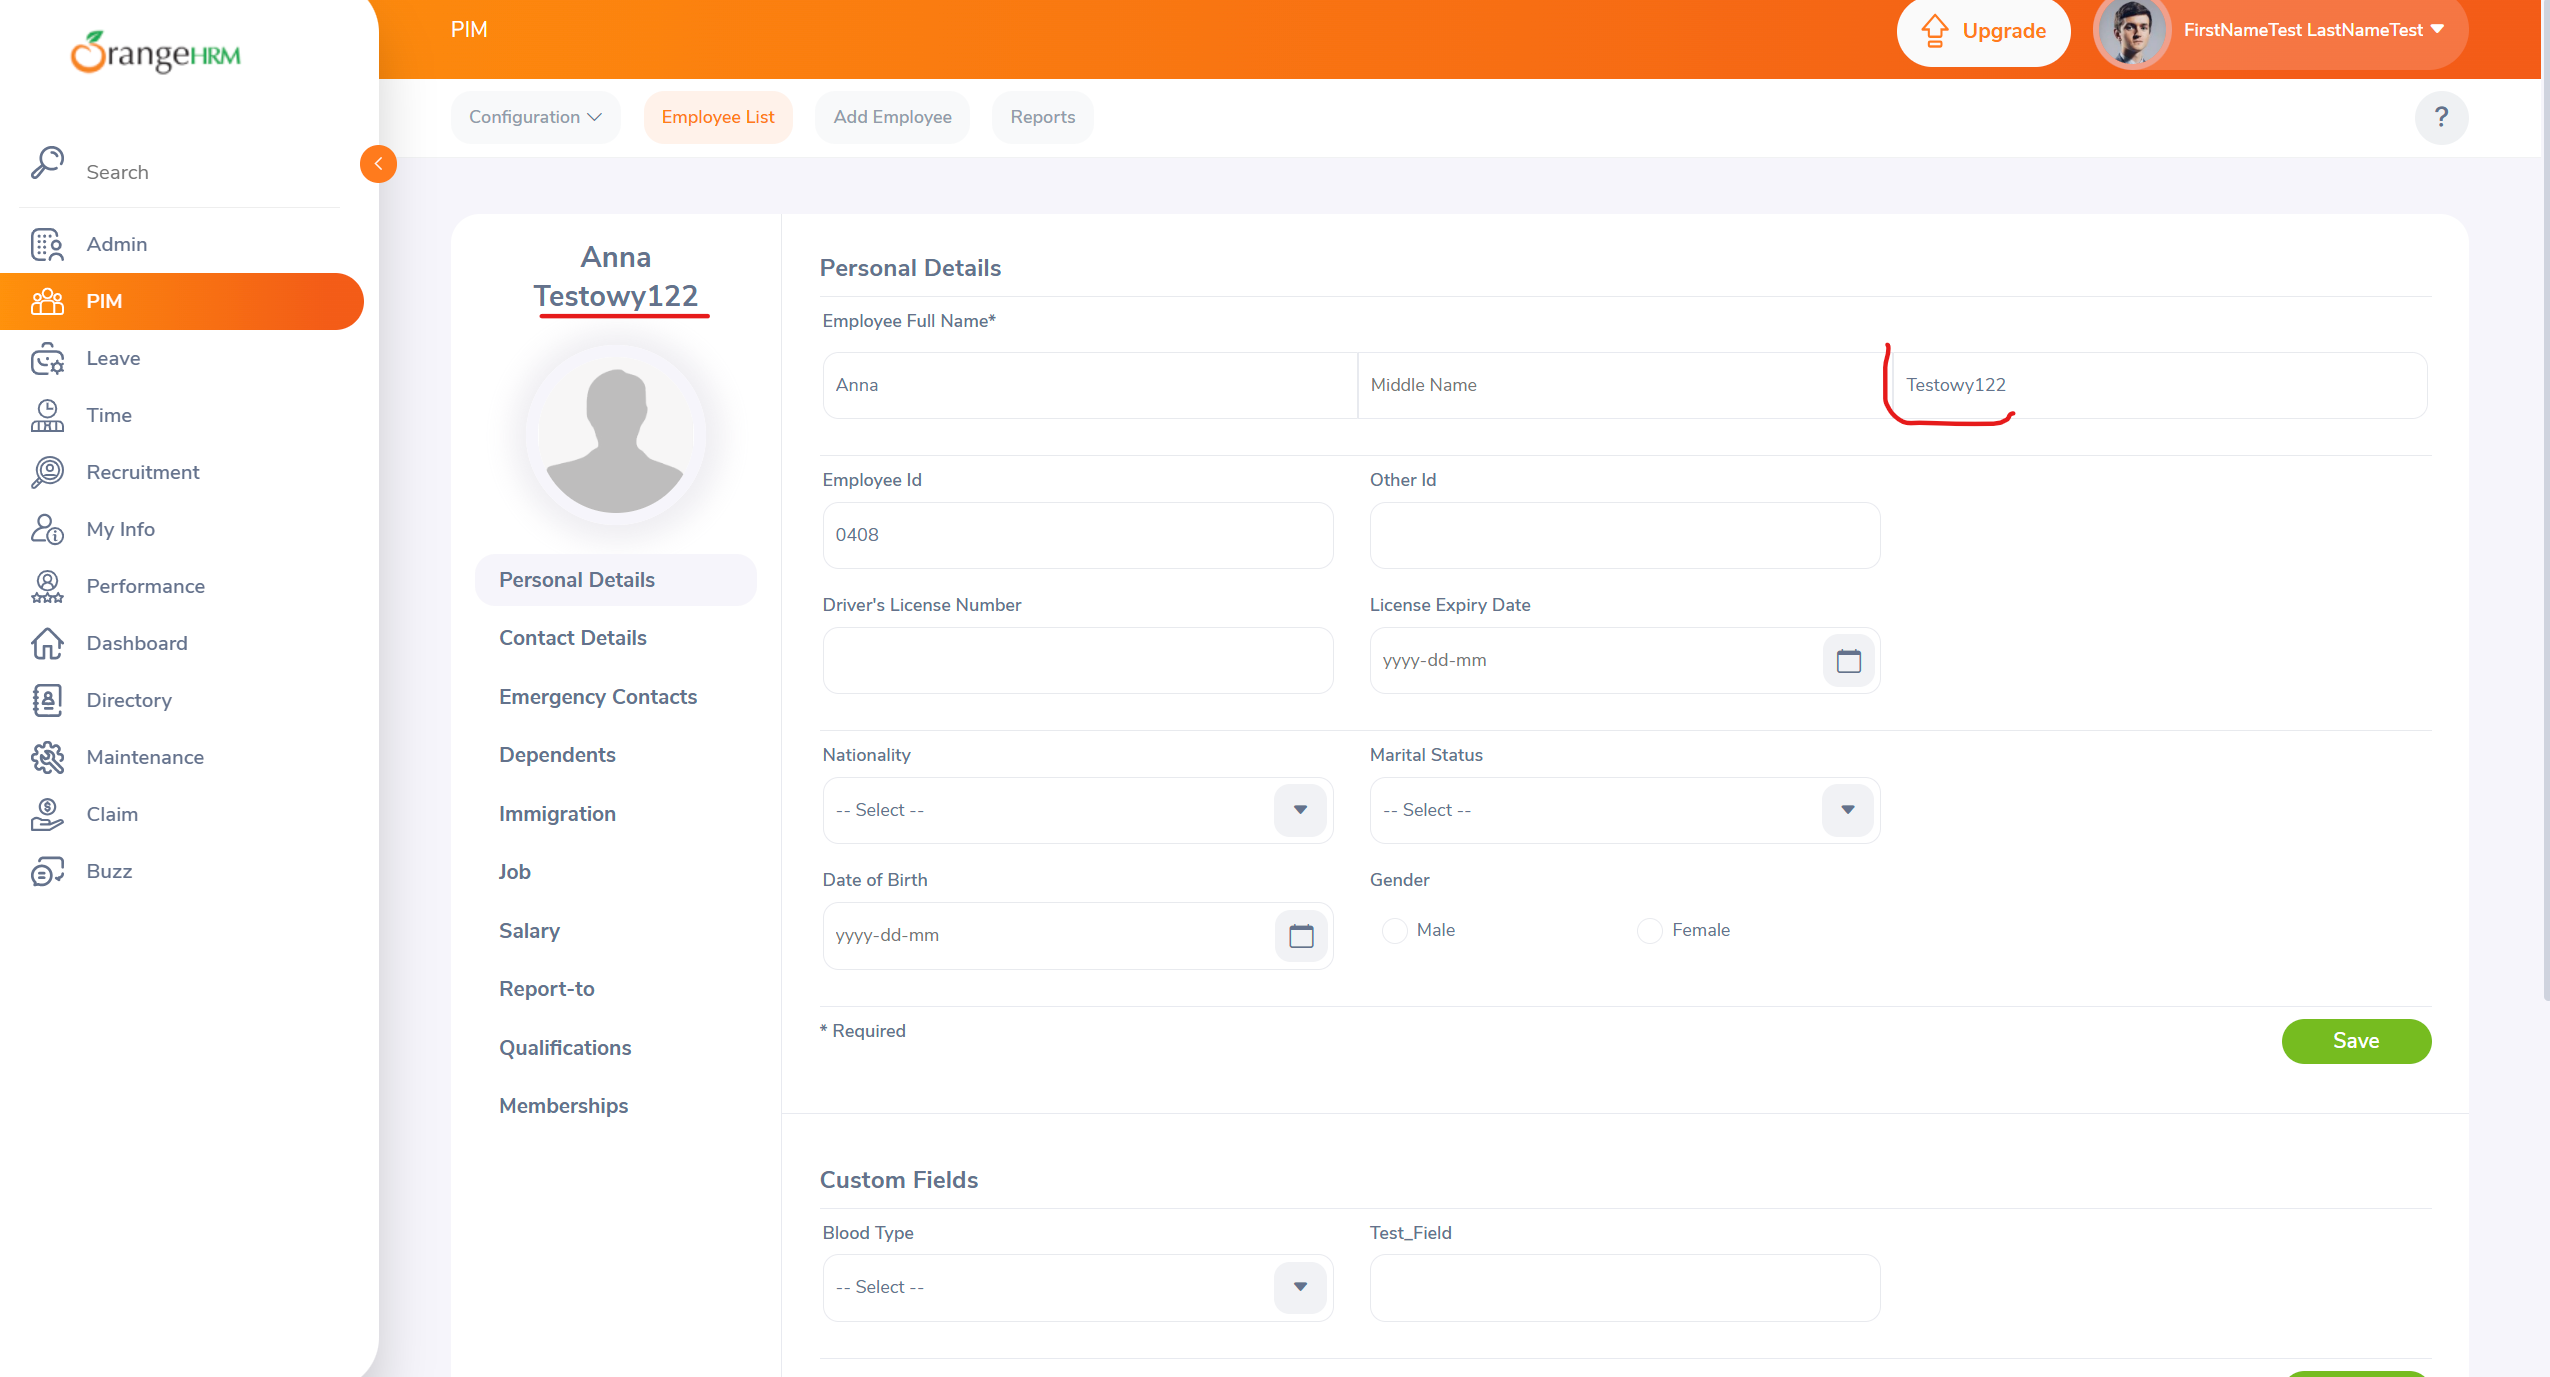 OrangeHRM
Search
Admin
PIM
Leave
Time
Recruitment
My Info
Performance
Dashboard
Directory
Maintenance
Claim
Buzz
PIM
Upgrade
FirstNameTest LastNameTest
Configuration
Employee List
Add Employee
Reports
?
Anna
Testowy122
Personal Details
Contact Details
Emergency Contacts
Dependents
Immigration
Job
Salary
Report-to
Qualifications
Memberships
Personal Details
Employee Full Name*
Anna
Middle Name
Testowy122
Employee Id
Other Id
0408
Driver's License Number
License Expiry Date
yyyy-dd-mm
Nationality
Marital Status
-- Select --
-- Select --
Date of Birth
Gender
yyyy-dd-mm
Male
Female
* Required
Save
Custom Fields
Blood Type
Test_Field
-- Select --